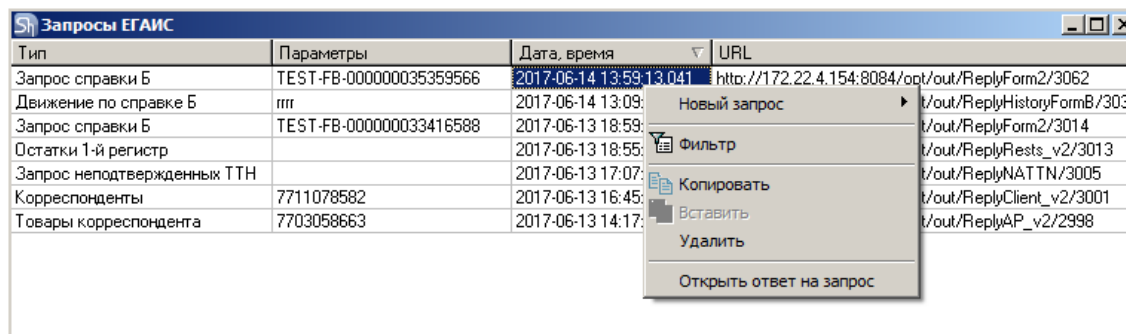 Sh Запросы ЕГАИС
Тип Параметры Дата, время URL
Запрос справки Б TEST-FB-000000035359566 2017-06-14 13:59:13.041 http://172.22.4.154:8084/opt/out/ReplyForm2/3062
Движение по справке Б rrrr 2017-06-14 13:09: t/out/ReplyHistoryFormB/303
Запрос справки Б TEST-FB-000000033416588 2017-06-13 18:59: t/out/ReplyForm2/3014
Остатки 1-й регистр 2017-06-13 18:55: t/out/ReplyRests_v2/3013
Запрос неподтвержденных ТТН 2017-06-13 17:07: t/out/ReplyNATTN/3005
Корреспонденты 7711078582 2017-06-13 16:45: t/out/ReplyClient_v2/3001
Товары корреспондента 7703058663 2017-06-13 14:17: t/out/ReplyAP_v2/2998
Новый запрос
Фильтр
Копировать
Вставить
Удалить
Открыть ответ на запрос